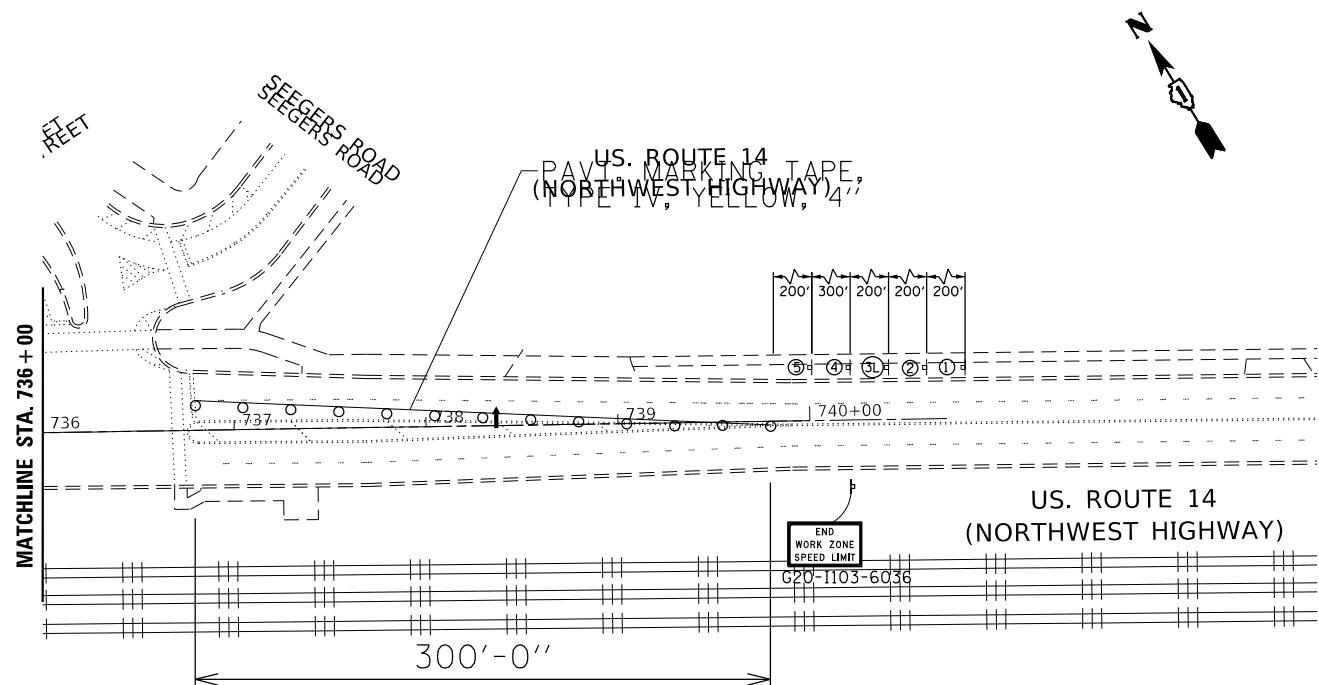 N
1
SEEGERS ROAD
SEEGERS ROAD
REET
US. ROUTE 14
(NORTHWEST HIGHWAY)
PAVT. MARKING TAPE,
TYPE IV, YELLOW, 4''
200' 300' 200' 200' 200'
5 4 3L 2 1
MATCHLINE STA. 736+00
736 737 738 739 740+00
END
WORK ZONE
SPEED LIMIT
G20-I103-6036
US. ROUTE 14
(NORTHWEST HIGHWAY)
300'-0''